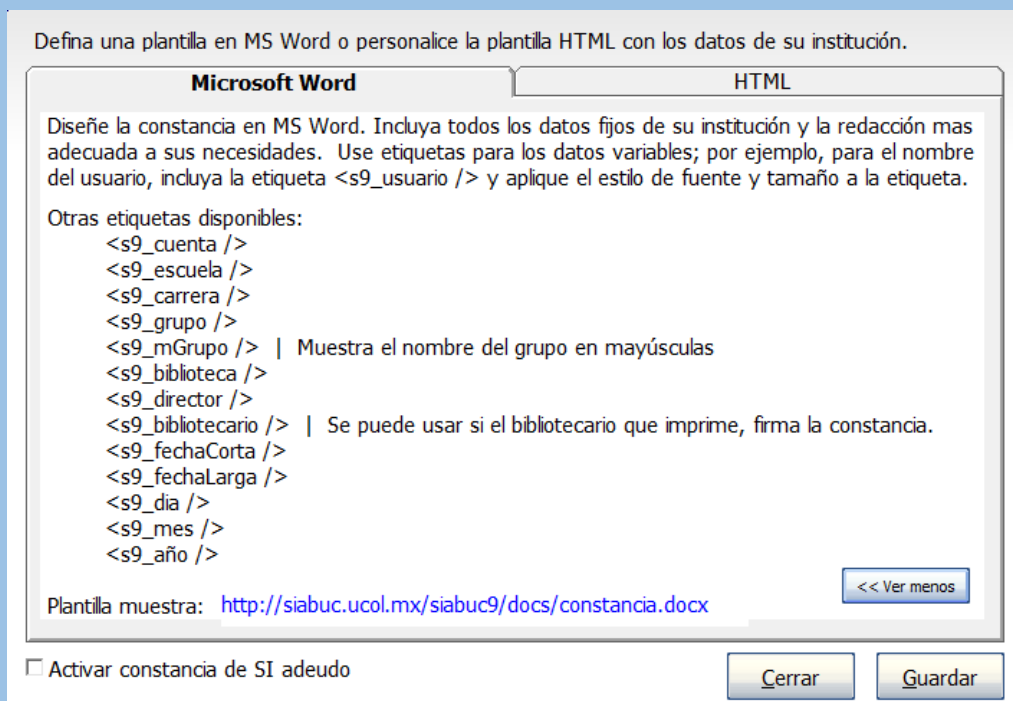 Defina una plantilla en MS Word o personalice la plantilla HTML con los datos de su institución.
Microsoft Word
HTML
Diseñe la constancia en MS Word. Incluya todos los datos fijos de su institución y la redacción mas
adecuada a sus necesidades. Use etiquetas para los datos variables; por ejemplo, para el nombre
del usuario, incluya la etiqueta <s9_usuario /> y aplique el estilo de fuente y tamaño a la etiqueta.
Otras etiquetas disponibles:
<s9_cuenta />
<s9_escuela />
<s9_carrera />
<s9_grupo />
<s9_mGrupo /> | Muestra el nombre del grupo en mayúsculas
<s9_biblioteca />
<s9_director />
<s9_bibliotecario /> | Se puede usar si el bibliotecario que imprime, firma la constancia.
<s9_fechaCorta />
<s9_fechaLarga />
<s9_dia />
<s9_mes />
<s9_año />
<< Ver menos
Plantilla muestra: http://siabuc.ucol.mx/siabuc9/docs/constancia.docx
Activar constancia de SI adeudo
Cerrar
Guardar